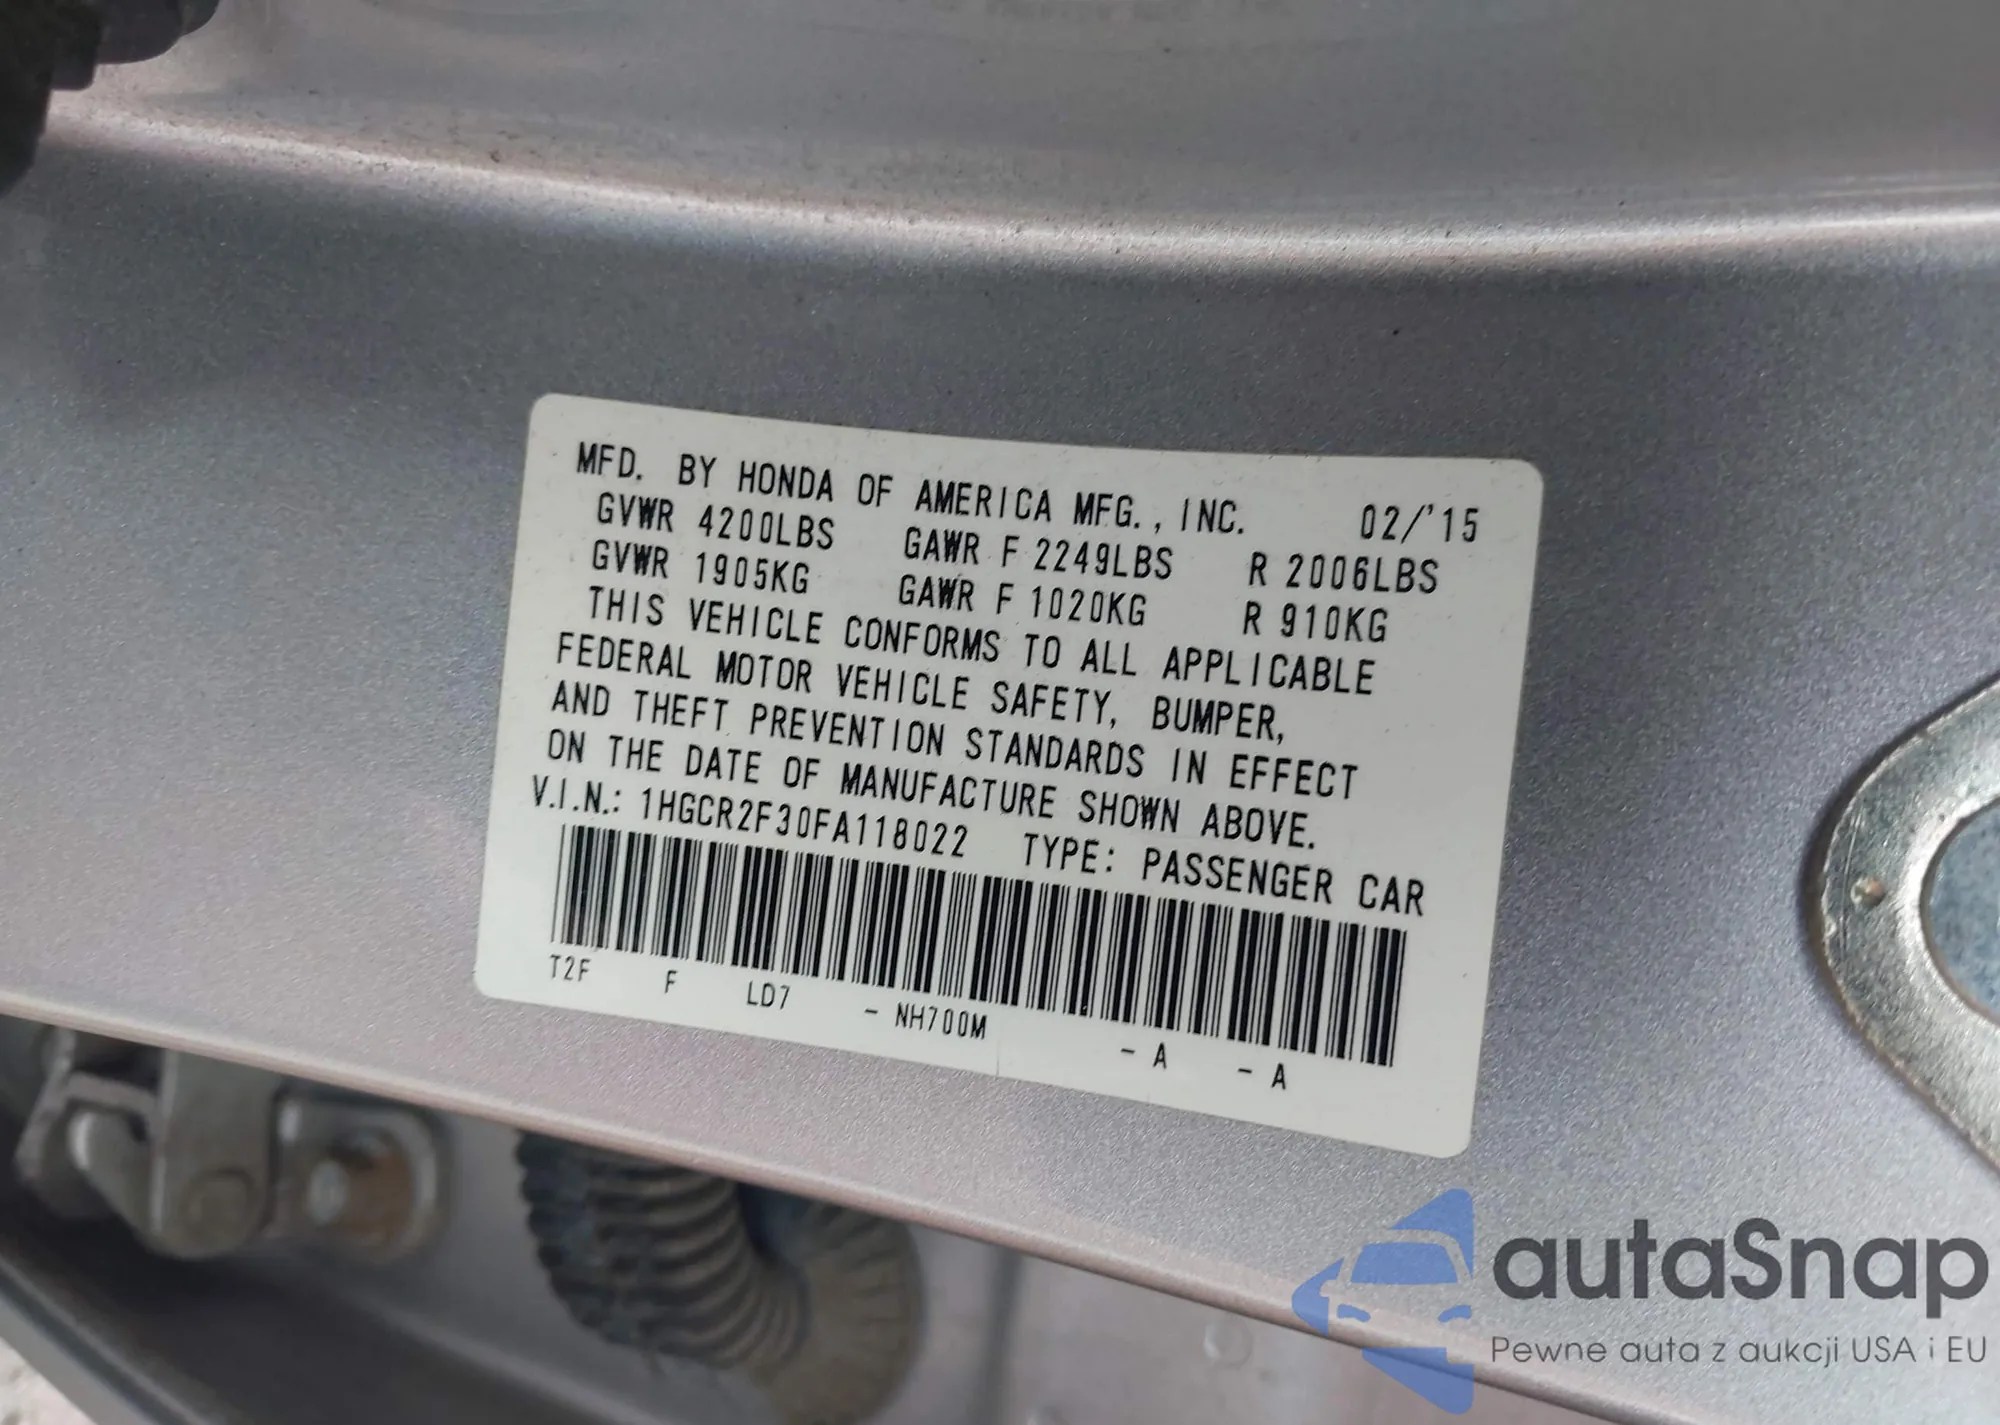 MFD. BY HONDA OF AMERICA MFG., INC. 02/'15
GVWR 4200LBS GAWR F 2249LBS R 2006LBS
GVWR 1905KG GAWR F 1020KG R 910KG
THIS VEHICLE CONFORMS TO ALL APPLICABLE
FEDERAL MOTOR VEHICLE SAFETY, BUMPER,
AND THEFT PREVENTION STANDARDS IN EFFECT
ON THE DATE OF MANUFACTURE SHOWN ABOVE.
V.I.N.: 1HGCR2F30FA118022 TYPE: PASSENGER CAR
T2F F LD7 - NH700M - A - A
autaSnap
Pewne auta z aukcji USA i EU